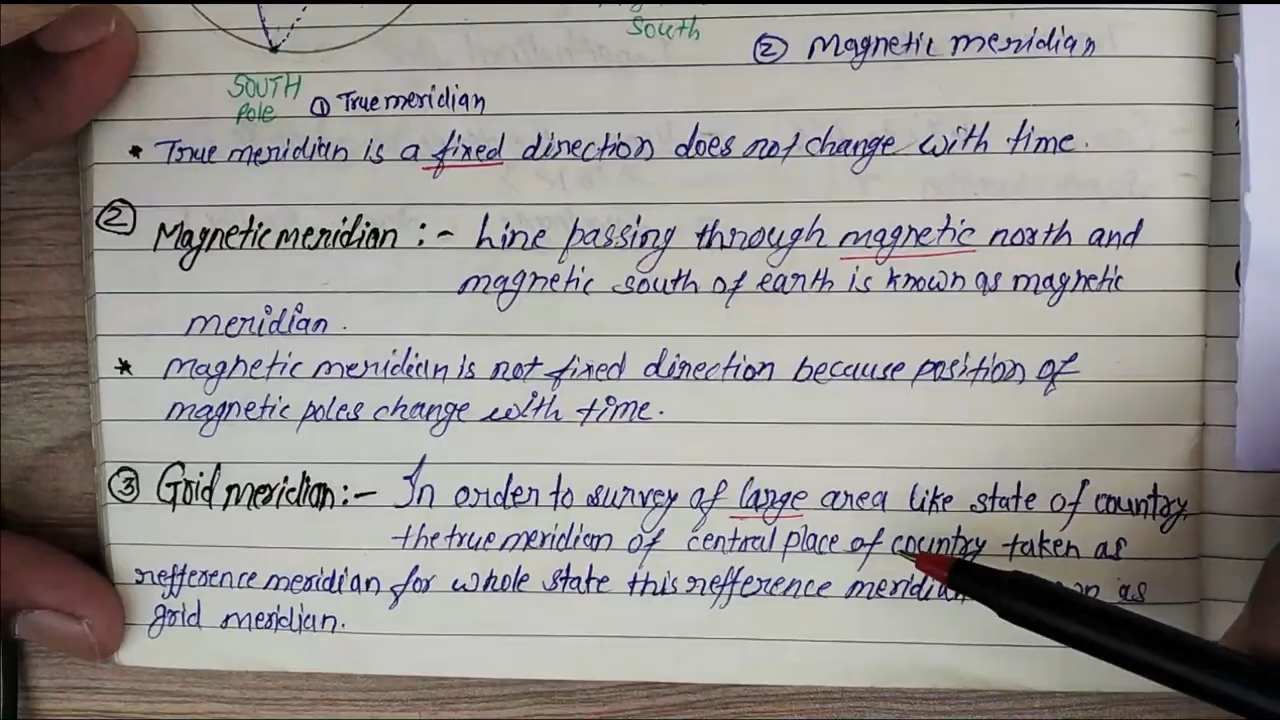 South
② Magnetic meridian
SOUTH
Pole
① True meridian
* True meridian is a fixed direction does not change with time.
② Magnetic meridian :- Line passing through magnetic north and
magnetic south of earth is known as magnetic
meridian.
* magnetic meridian is not fixed direction because position of
magnetic poles change with time.
③ Grid meridian:- In order to survey of large area like state of country,
the true meridian of central place of country taken as
refference meridian for whole state this refference meridian as
grid meridian.